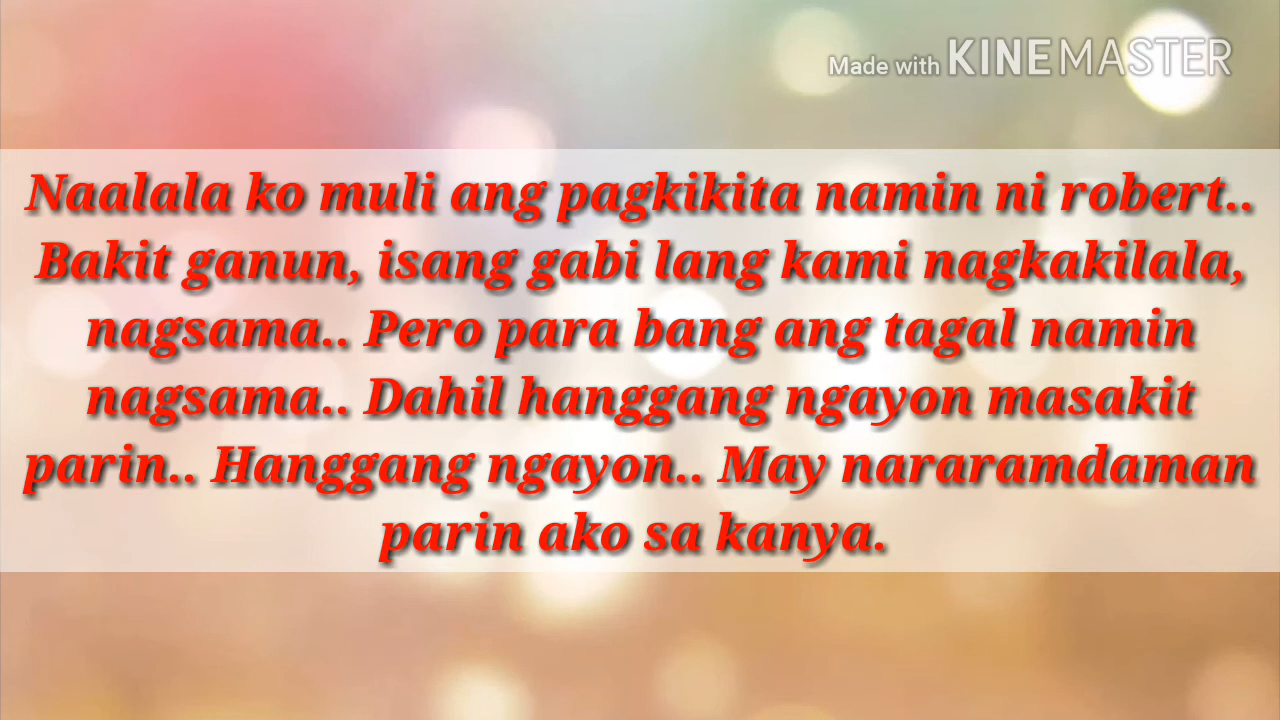 Made with KINEMASTER
Naalala ko muli ang pagkikita namin ni robert..
Bakit ganun, isang gabi lang kami nagkakilala,
nagsama.. Pero para bang ang tagal namin
nagsama.. Dahil hanggang ngayon masakit
parin.. Hanggang ngayon.. May nararamdaman
parin ako sa kanya.